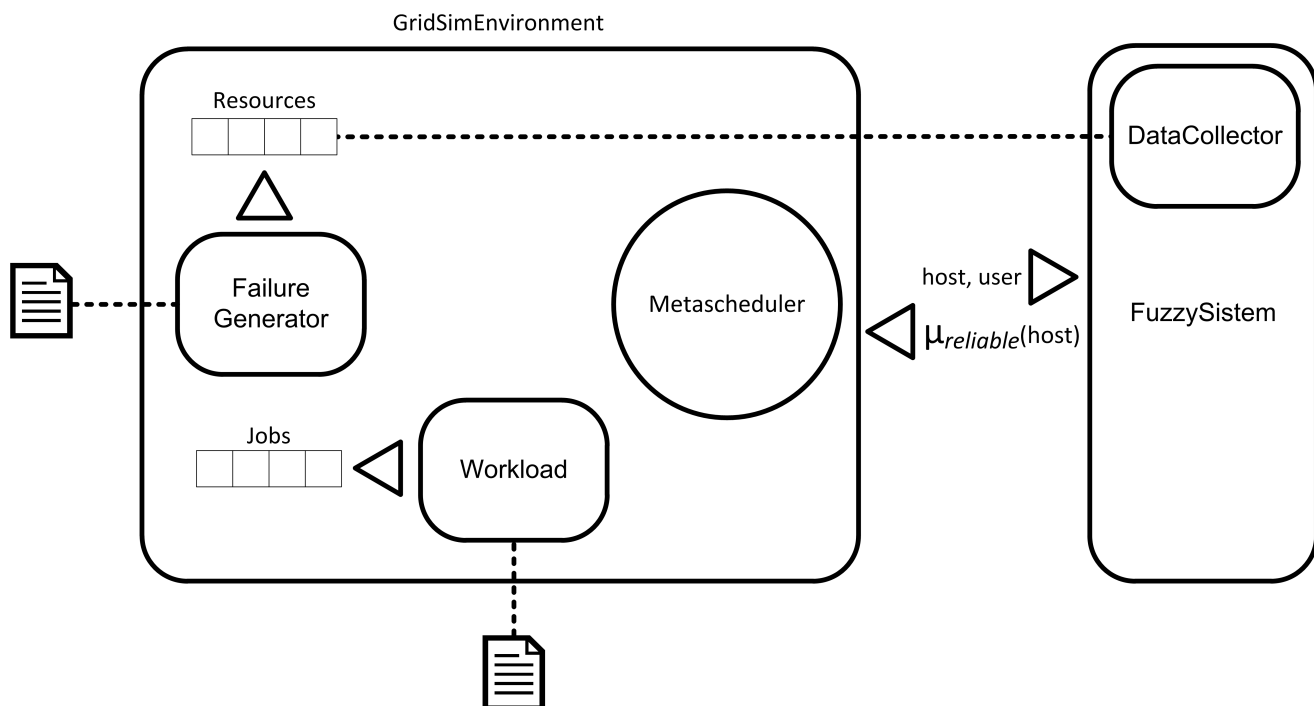 GridSimEnvironment
Resources
DataCollector
Failure
Generator
Metascheduler
host, user
μreliable(host)
FuzzySistem
Jobs
Workload